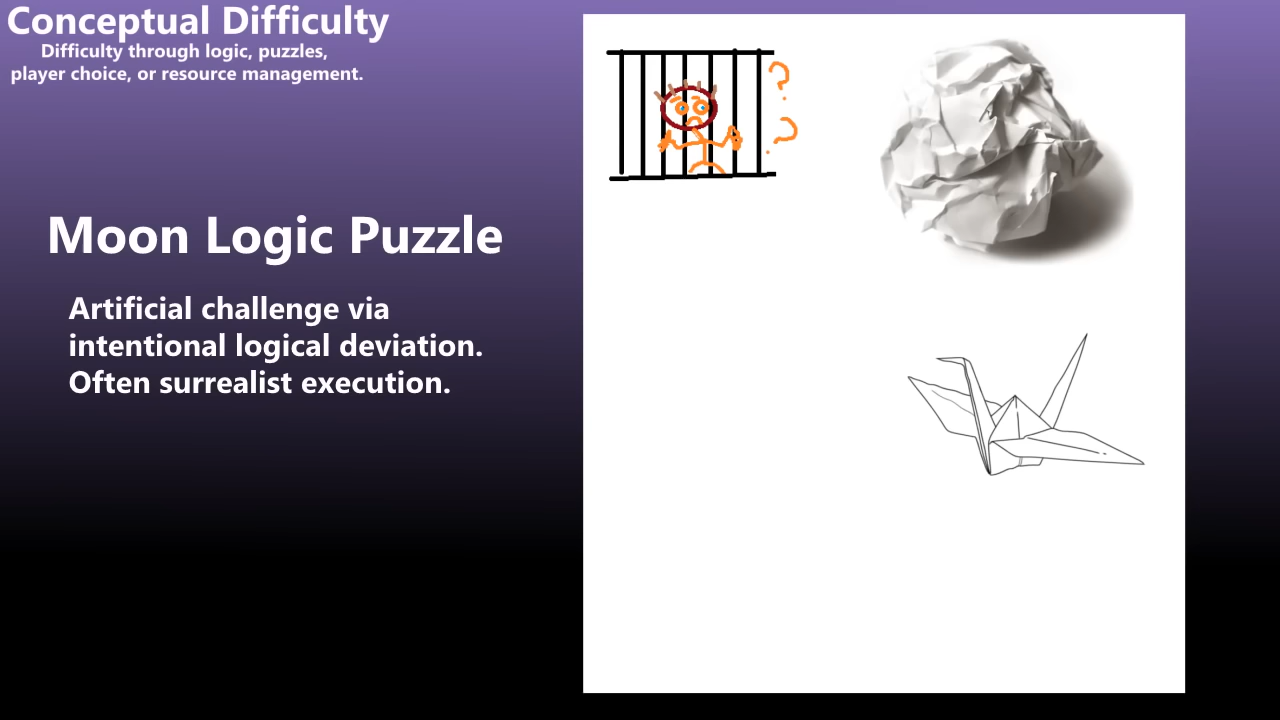 Conceptual Difficulty
Difficulty through logic, puzzles,
player choice, or resource management.
Moon Logic Puzzle
Artificial challenge via
intentional logical deviation.
Often surrealist execution.
? ?